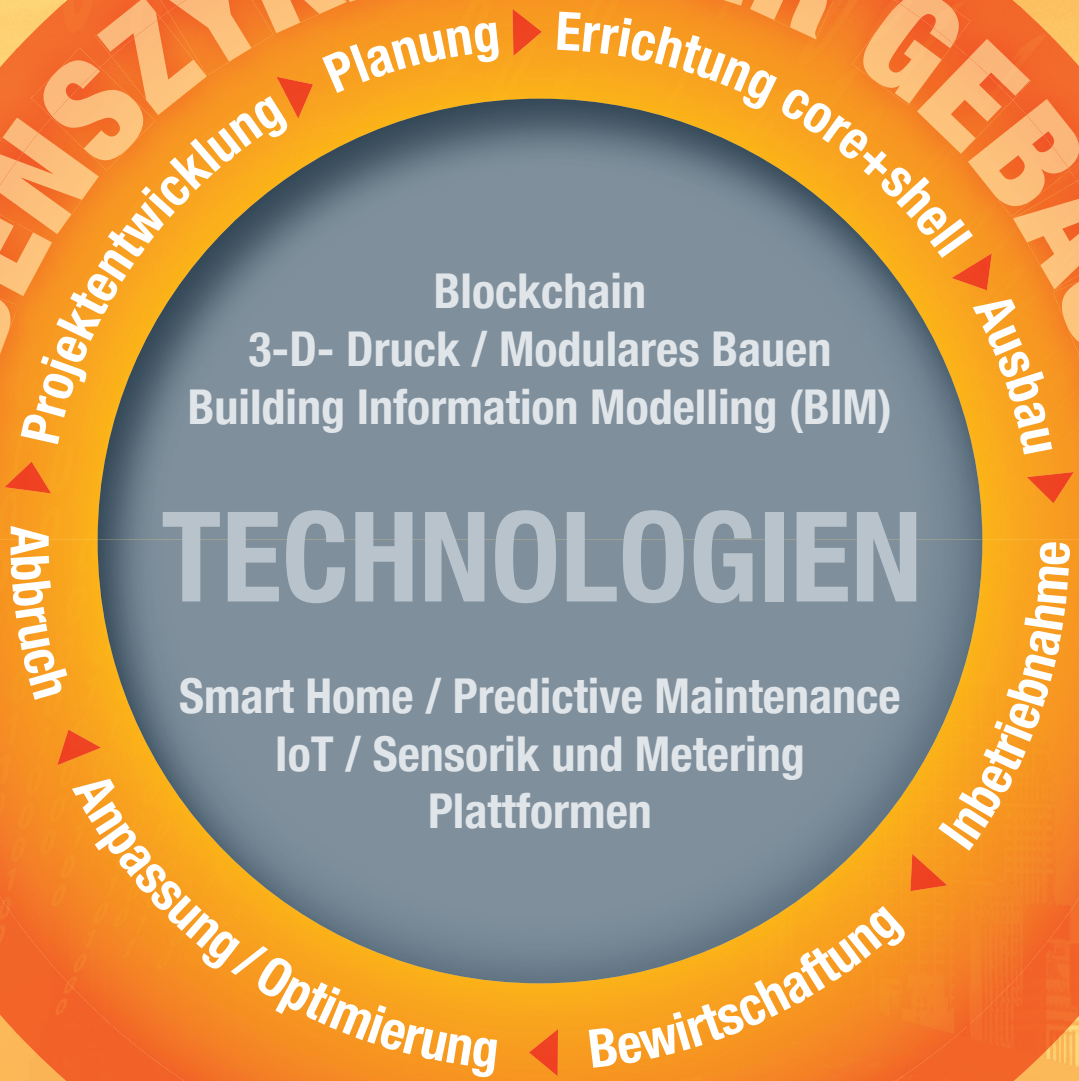 Projektentwicklung
Planung
Errichtung core+shell
Ausbau
Inbetriebnahme
Bewirtschaftung
Anpassung / Optimierung
Abbruch
Blockchain
3-D- Druck / Modulares Bauen
Building Information Modelling (BIM)
TECHNOLOGIEN
Smart Home / Predictive Maintenance
IoT / Sensorik und Metering
Plattformen